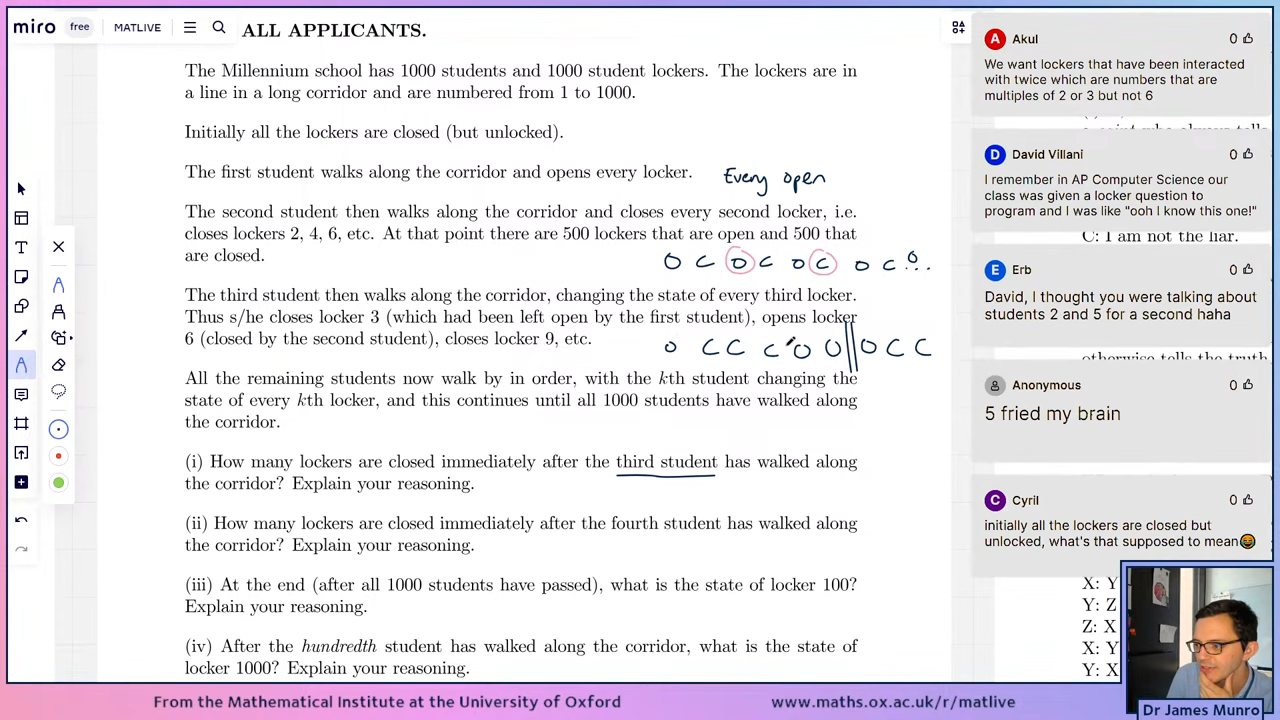 miro free MATLIVE
ALL APPLICANTS.
The Millennium school has 1000 students and 1000 student lockers. The lockers are in
a line in a long corridor and are numbered from 1 to 1000.
Initially all the lockers are closed (but unlocked).
The first student walks along the corridor and opens every locker.
Every open
The second student then walks along the corridor and closes every second locker, i.e.
closes lockers 2, 4, 6, etc. At that point there are 500 lockers that are open and 500 that
are closed.
O C O C O C O C O ...
The third student then walks along the corridor, changing the state of every third locker.
Thus s/he closes locker 3 (which had been left open by the first student), opens locker
6 (closed by the second student), closes locker 9, etc.
O C C C O O || O C C
All the remaining students now walk by in order, with the kth student changing the
state of every kth locker, and this continues until all 1000 students have walked along
the corridor.
(i) How many lockers are closed immediately after the third student has walked along
the corridor? Explain your reasoning.
(ii) How many lockers are closed immediately after the fourth student has walked along
the corridor? Explain your reasoning.
(iii) At the end (after all 1000 students have passed), what is the state of locker 100?
Explain your reasoning.
(iv) After the hundredth student has walked along the corridor, what is the state of
locker 1000? Explain your reasoning.
A Akul 0
We want lockers that have been interacted
with twice which are numbers that are
multiples of 2 or 3 but not 6
D David Villani 0
I remember in AP Computer Science our
class was given a locker question to
program and I was like "ooh I know this one!"
C: I am not the liar.
E Erb 0
David, I thought you were talking about
students 2 and 5 for a second haha
otherwise tells the truth
Anonymous 0
5 fried my brain
C Cyril 0
initially all the lockers are closed but
unlocked, what's that supposed to mean😅
X: Y
Y: Z
Z: X
X: Y
Y: X
Dr James Munro
From the Mathematical Institute at the University of Oxford
www.maths.ox.ac.uk/r/matlive